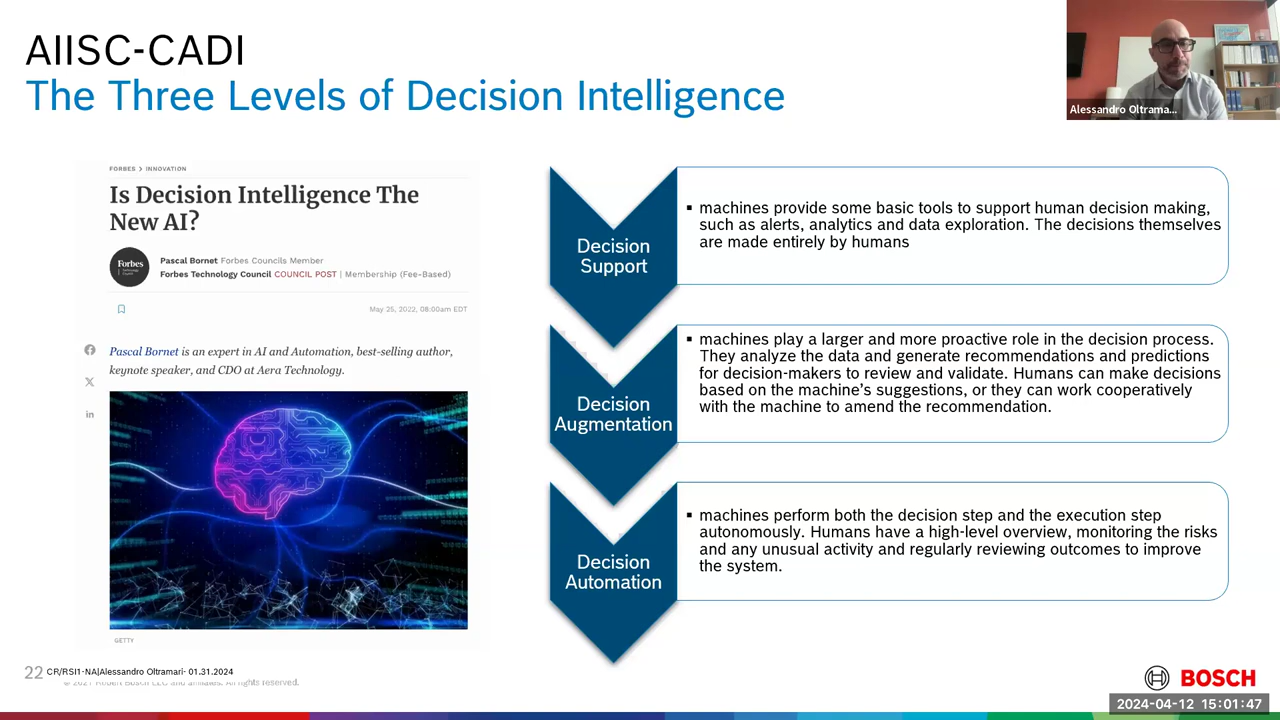 AIISC-CADI
The Three Levels of Decision Intelligence
Alessandro Oltrama...
FORBES > INNOVATION
Is Decision Intelligence The
New AI?
Forbes
Pascal Bornet Forbes Councils Member
Forbes Technology Council COUNCIL POST | Membership (Fee-Based)
May 25, 2022, 08:00am EDT
Pascal Bornet is an expert in AI and Automation, best-selling author,
keynote speaker, and CDO at Aera Technology.
GETTY
Decision
Support
▪ machines provide some basic tools to support human decision making,
such as alerts, analytics and data exploration. The decisions themselves
are made entirely by humans
Decision
Augmentation
▪ machines play a larger and more proactive role in the decision process.
They analyze the data and generate recommendations and predictions
for decision-makers to review and validate. Humans can make decisions
based on the machine's suggestions, or they can work cooperatively
with the machine to amend the recommendation.
Decision
Automation
▪ machines perform both the decision step and the execution step
autonomously. Humans have a high-level overview, monitoring the risks
and any unusual activity and regularly reviewing outcomes to improve
the system.
22 CR/RSI1-NA|Alessandro Oltramari- 01.31.2024
rights reserved.
BOSCH
2024-04-12 15:01:47